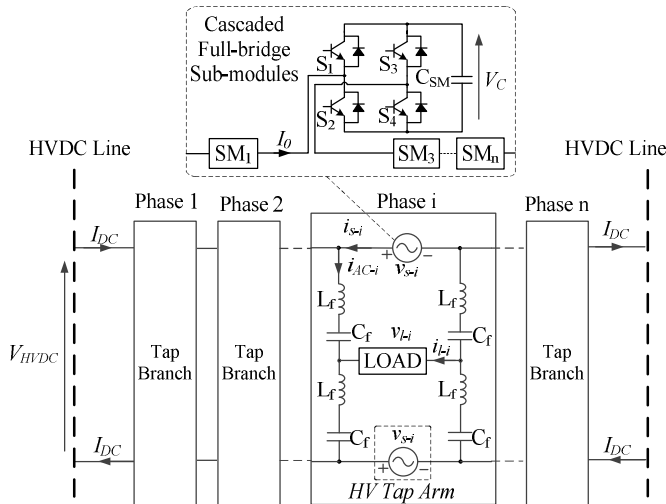 Cascaded
Full-bridge
Sub-modules
S1
S3
S2
S4
CSM
VC
HVDC Line
SM1
I0
SM3
SMn
HVDC Line
Phase 1
Phase 2
Phase i
Phase n
IDC
is-i
+ vs-i −
IDC
iAC-i
Lf
Lf
Cf
vl-i
Cf
VHVDC
Tap
Branch
Tap
Branch
LOAD
il-i
Tap
Branch
Lf
Lf
Cf
vs-i
Cf
IDC
+ −
IDC
HV Tap Arm